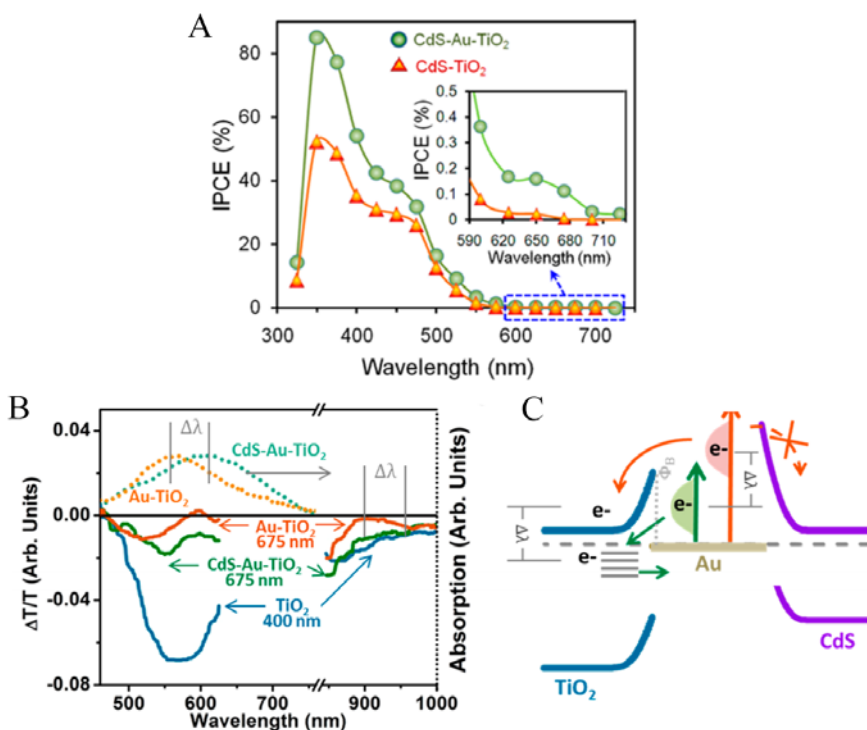 A
CdS-Au-TiO₂
CdS-TiO₂
IPCE (%)
80
60
40
20
0
300 400 500 600 700
Wavelength (nm)
IPCE (%)
0.5
0.4
0.3
0.2
0.1
0
590 620 650 680 710
Wavelength (nm)
B
ΔT/T (Arb. Units)
0.04
0.00
-0.04
-0.08
Δλ
CdS-Au-TiO₂
Au-TiO₂
Δλ
Au-TiO₂
675 nm
CdS-Au-TiO₂
675 nm
TiO₂
400 nm
500 600 700 900 1000
Wavelength (nm)
Absorption (Arb. Units)
C
e-
Φ_B
Δλ
e-
e-
Δλ
e-
Au
CdS
TiO₂